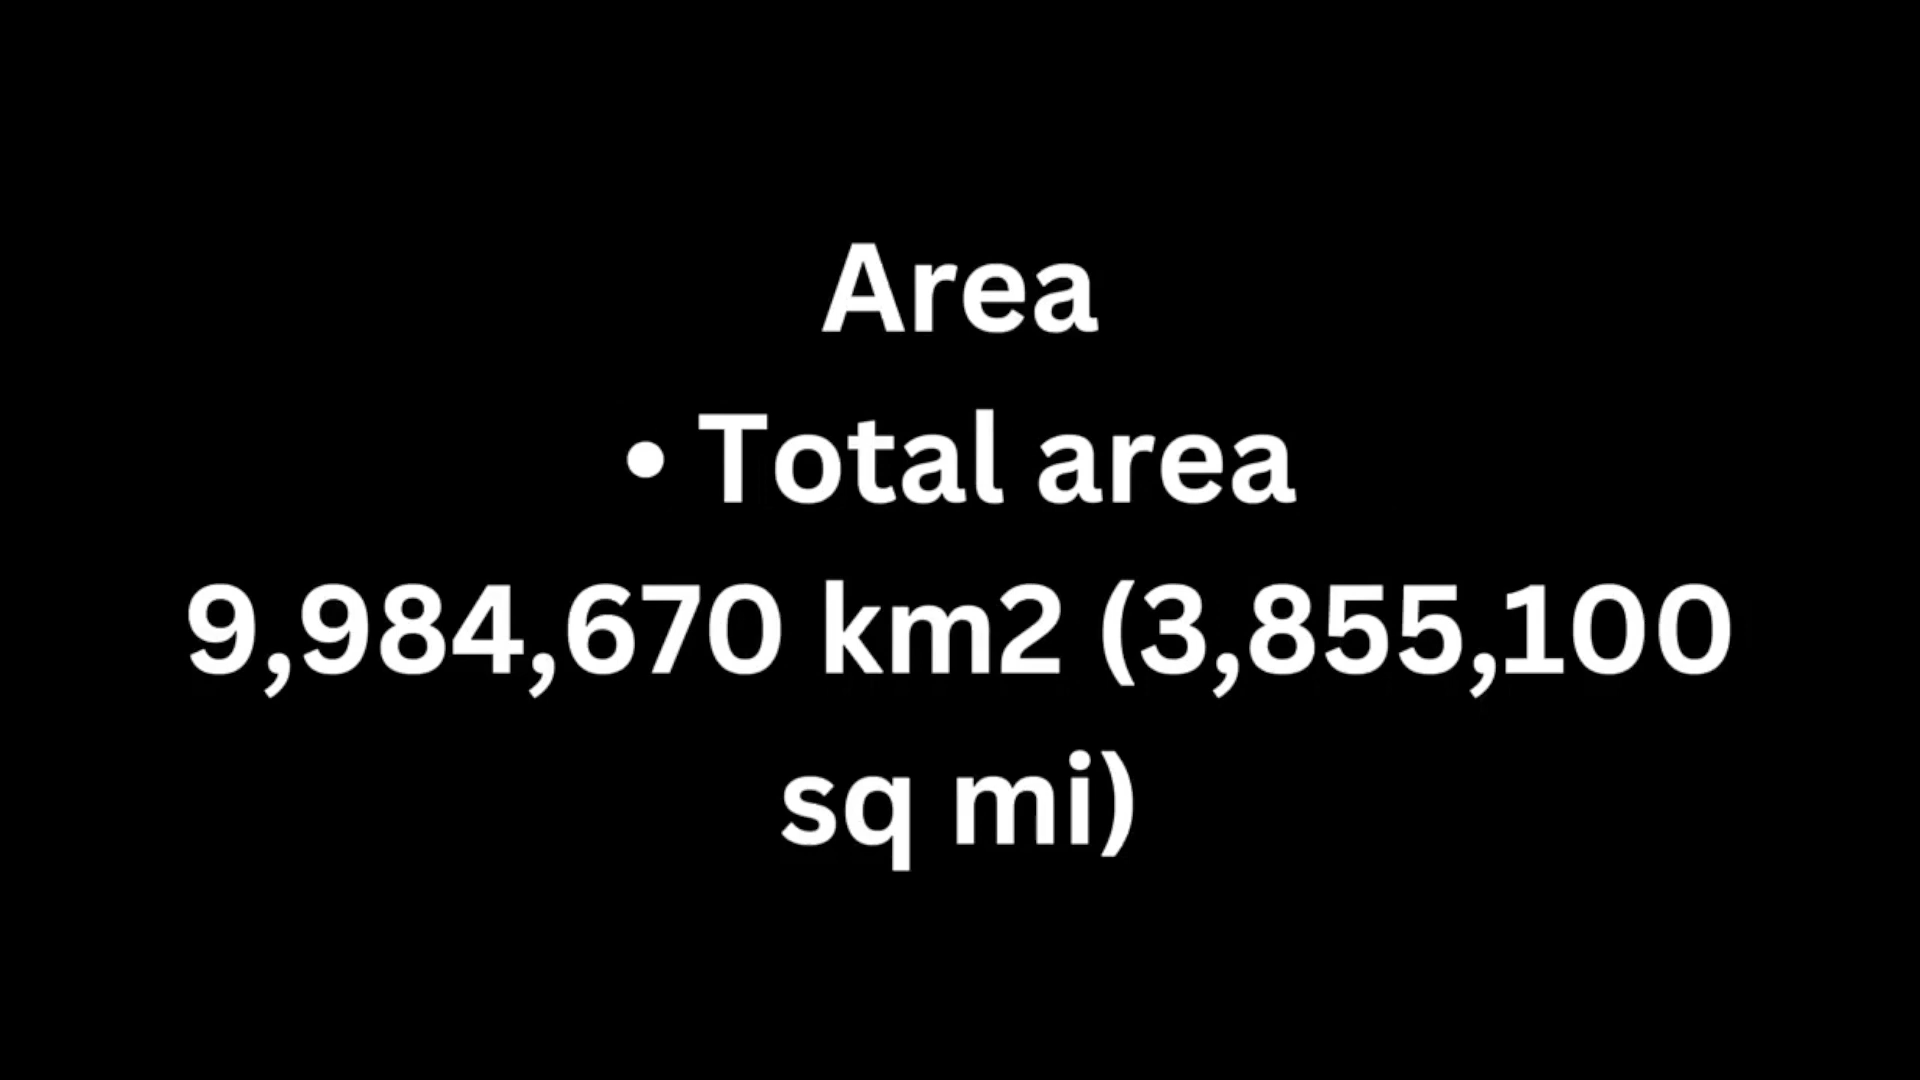 Area
• Total area
9,984,670 km2 (3,855,100
sq mi)